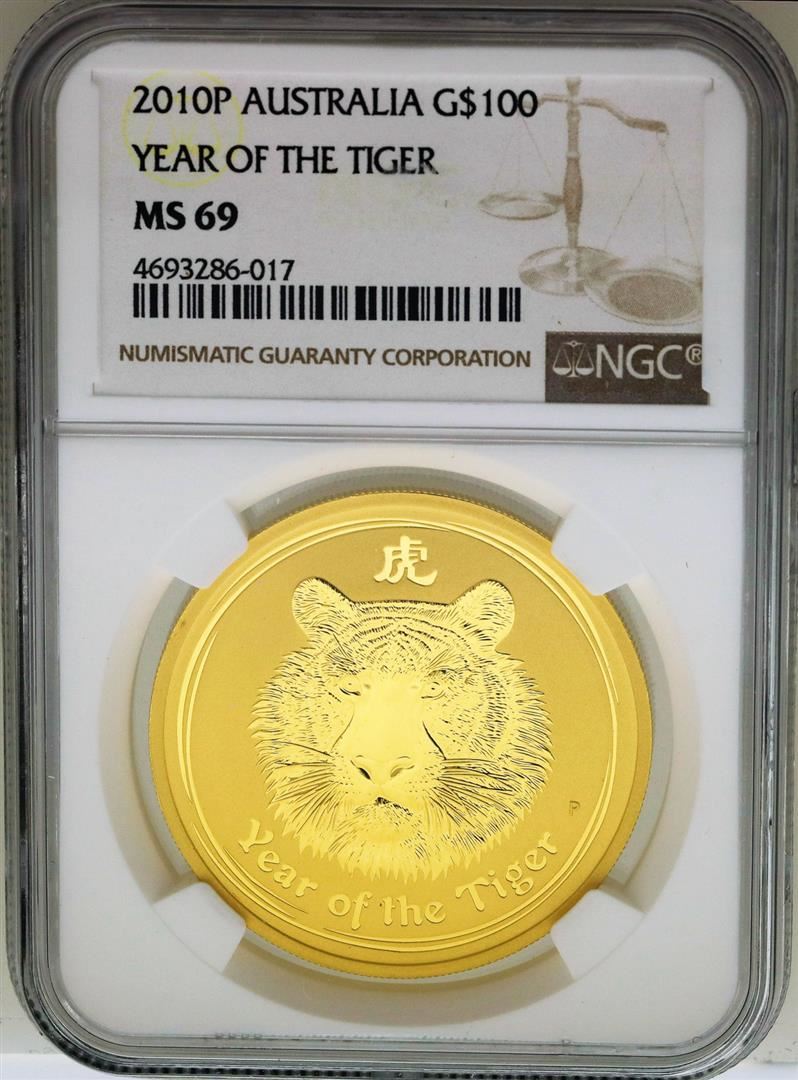 2010P AUSTRALIA G$100
YEAR OF THE TIGER
MS 69
4693286-017
NUMISMATIC GUARANTY CORPORATION
NGC®
虎
P
Year of the Tiger